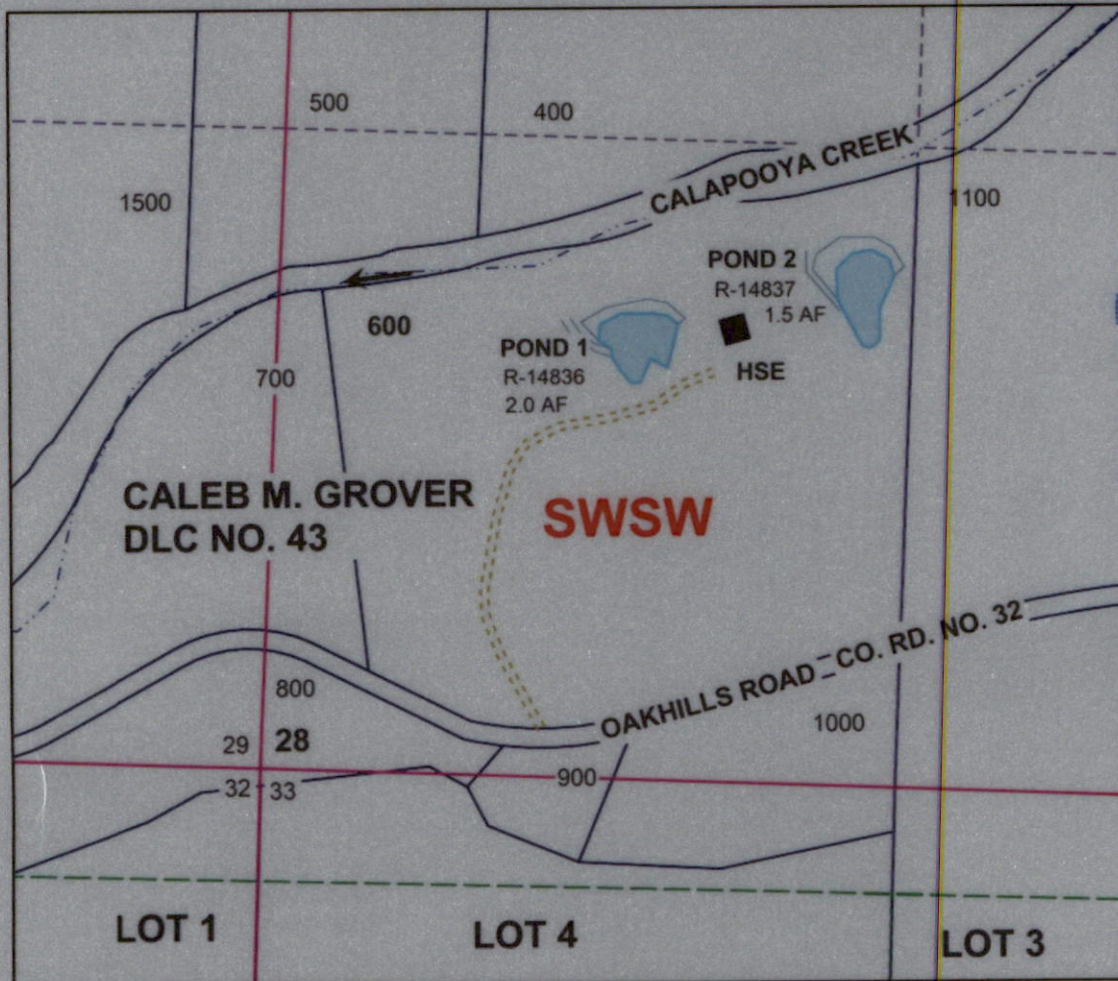 500
400
1500
CALAPOOYA CREEK
1100
POND 2
R-14837
1.5 AF
600
POND 1
R-14836
2.0 AF
HSE
700
CALEB M. GROVER
DLC NO. 43
SWSW
OAKHILLS ROAD CO. RD. NO. 32
800
1000
29
28
900
32
33
LOT 1
LOT 4
LOT 3